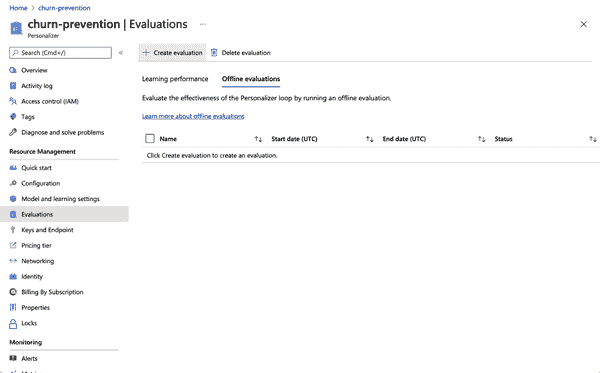 Home > churn-prevention
churn-prevention | Evaluations ...
Personalizer
Search (Cmd+/)
Overview
Activity log
Access control (IAM)
Tags
Diagnose and solve problems
Resource Management
Quick start
Configuration
Model and learning settings
Evaluations
Keys and Endpoint
Pricing tier
Networking
Identity
Billing By Subscription
Properties
Locks
Monitoring
Alerts
Create evaluation Delete evaluation
Learning performance Offline evaluations
Evaluate the effectiveness of the Personalizer loop by running an offline evaluation.
Learn more about offline evaluations
Name Start date (UTC) End date (UTC) Status
Click Create evaluation to create an evaluation.